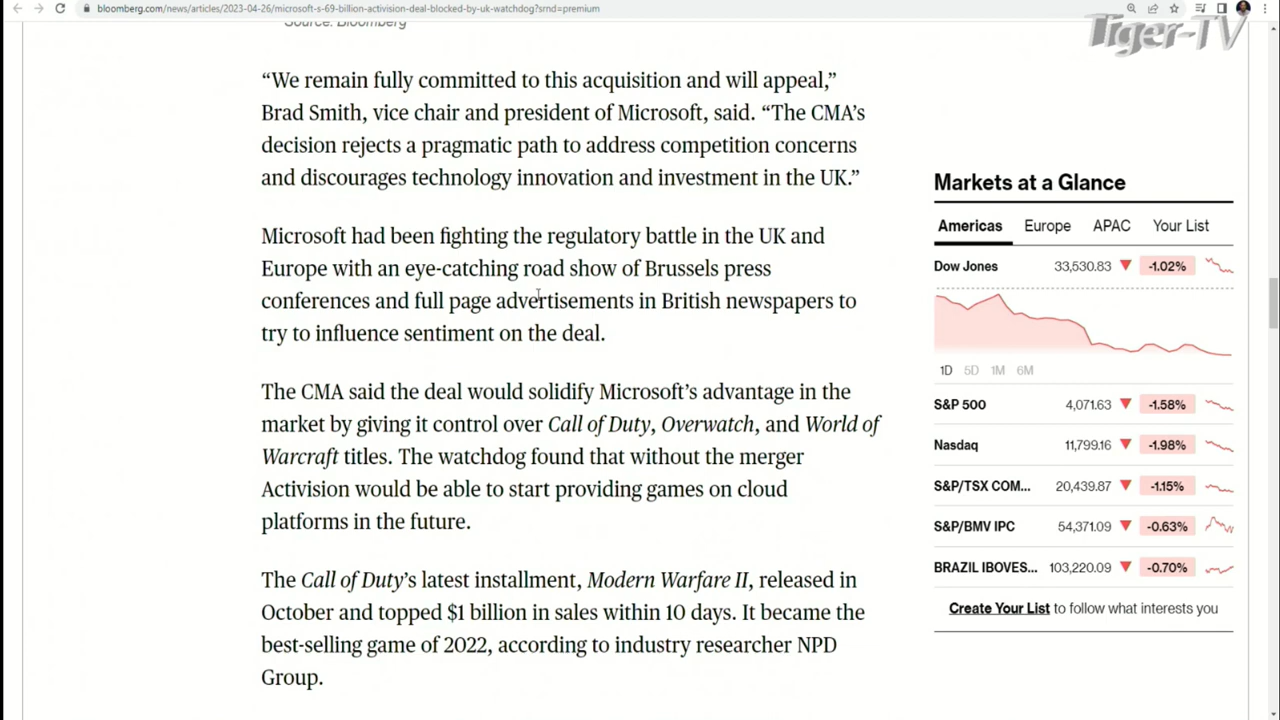 bloomberg.com/news/articles/2023-04-26/microsoft-s-69-billion-activision-deal-blocked-by-uk-watchdog?srnd=premium
Tiger-TV
Source: Bloomberg
“We remain fully committed to this acquisition and will appeal,”
Brad Smith, vice chair and president of Microsoft, said. “The CMA’s
decision rejects a pragmatic path to address competition concerns
and discourages technology innovation and investment in the UK.”
Microsoft had been fighting the regulatory battle in the UK and
Europe with an eye-catching road show of Brussels press
conferences and full page advertisements in British newspapers to
try to influence sentiment on the deal.
The CMA said the deal would solidify Microsoft’s advantage in the
market by giving it control over Call of Duty, Overwatch, and World of
Warcraft titles. The watchdog found that without the merger
Activision would be able to start providing games on cloud
platforms in the future.
The Call of Duty’s latest installment, Modern Warfare II, released in
October and topped $1 billion in sales within 10 days. It became the
best-selling game of 2022, according to industry researcher NPD
Group.
Markets at a Glance
Americas Europe APAC Your List
Dow Jones 33,530.83 -1.02%
1D 5D 1M 6M
S&P 500 4,071.63 -1.58%
Nasdaq 11,799.16 -1.98%
S&P/TSX COM... 20,439.87 -1.15%
S&P/BMV IPC 54,371.09 -0.63%
BRAZIL IBOVES... 103,220.09 -0.70%
Create Your List to follow what interests you